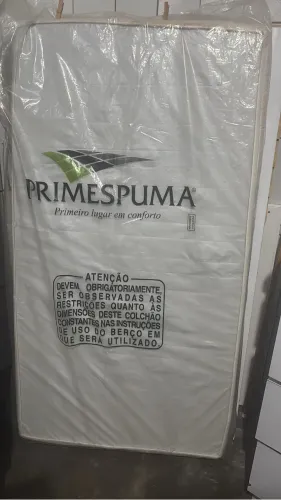 PRIMESPUMA®
Primeiro lugar em conforto
ATENÇÃO
DEVEM OBRIGATORIAMENTE
SER OBSERVADAS AS
RESTRIÇÕES QUANTO ÀS
DIMENSÕES DESTE COLCHÃO
CONSTANTES NAS INSTRUÇÕES
DE USO DO BERÇO EM
QUE SERÁ UTILIZADO.